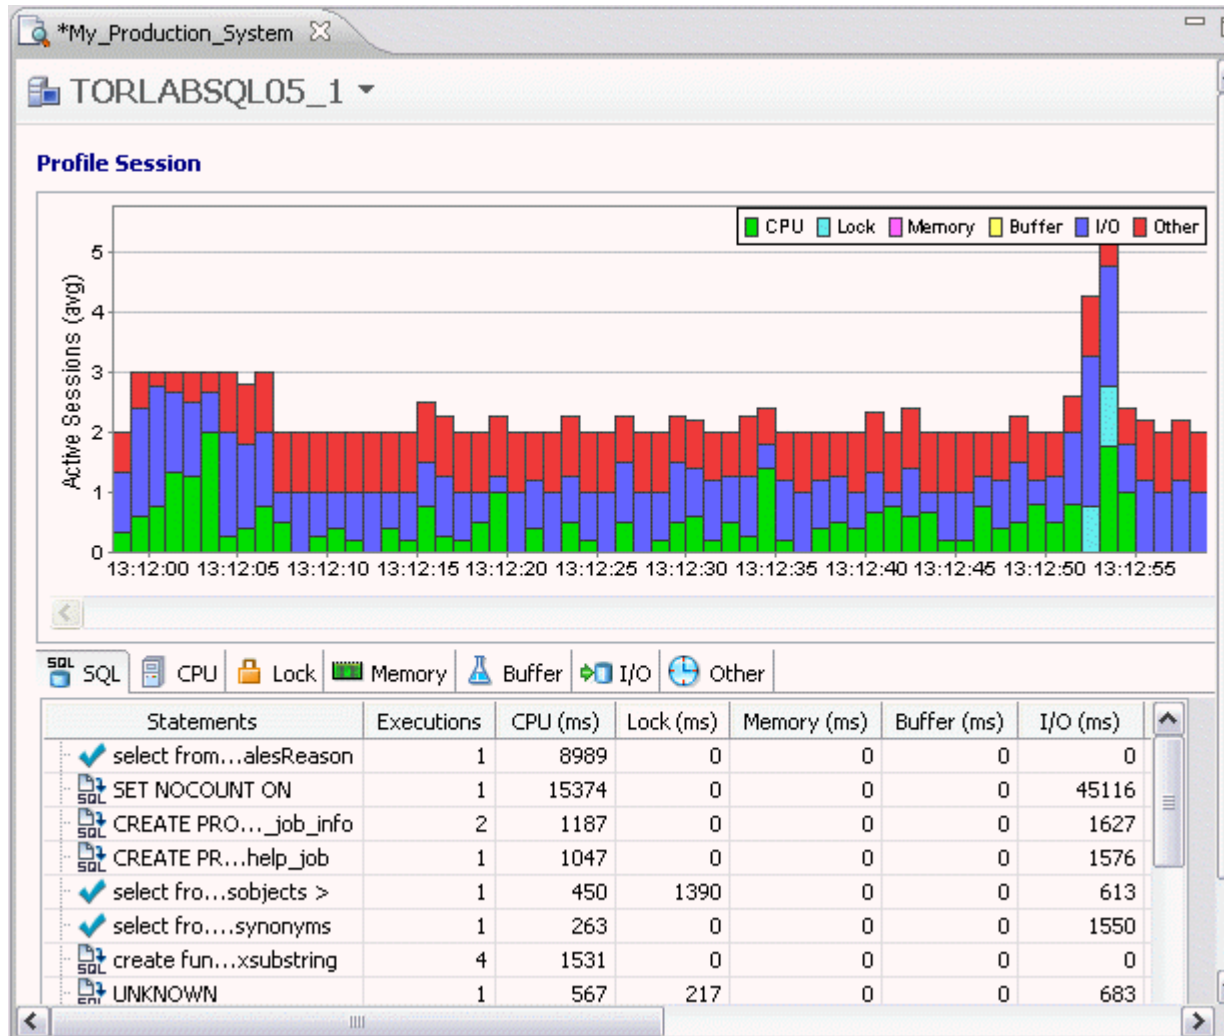 *My_Production_System
TORLABSQL05_1
Profile Session
CPU Lock Memory Buffer I/O Other
Active Sessions (avg)
5
4
3
2
1
0
13:12:00 13:12:05 13:12:10 13:12:15 13:12:20 13:12:25 13:12:30 13:12:35 13:12:40 13:12:45 13:12:50 13:12:55
SQL SQL CPU Lock Memory Buffer I/O Other
Statements Executions CPU (ms) Lock (ms) Memory (ms) Buffer (ms) I/O (ms)
select from...alesReason 1 8989 0 0 0 0
SQL SET NOCOUNT ON 1 15374 0 0 0 45116
SQL CREATE PRO..._job_info 2 1187 0 0 0 1627
SQL CREATE PR...help_job 1 1047 0 0 0 1576
select fro...sobjects > 1 450 1390 0 0 613
select fro....synonyms 1 263 0 0 0 1550
SQL create fun...xsubstring 4 1531 0 0 0 0
SQL UNKNOWN 1 567 217 0 0 683